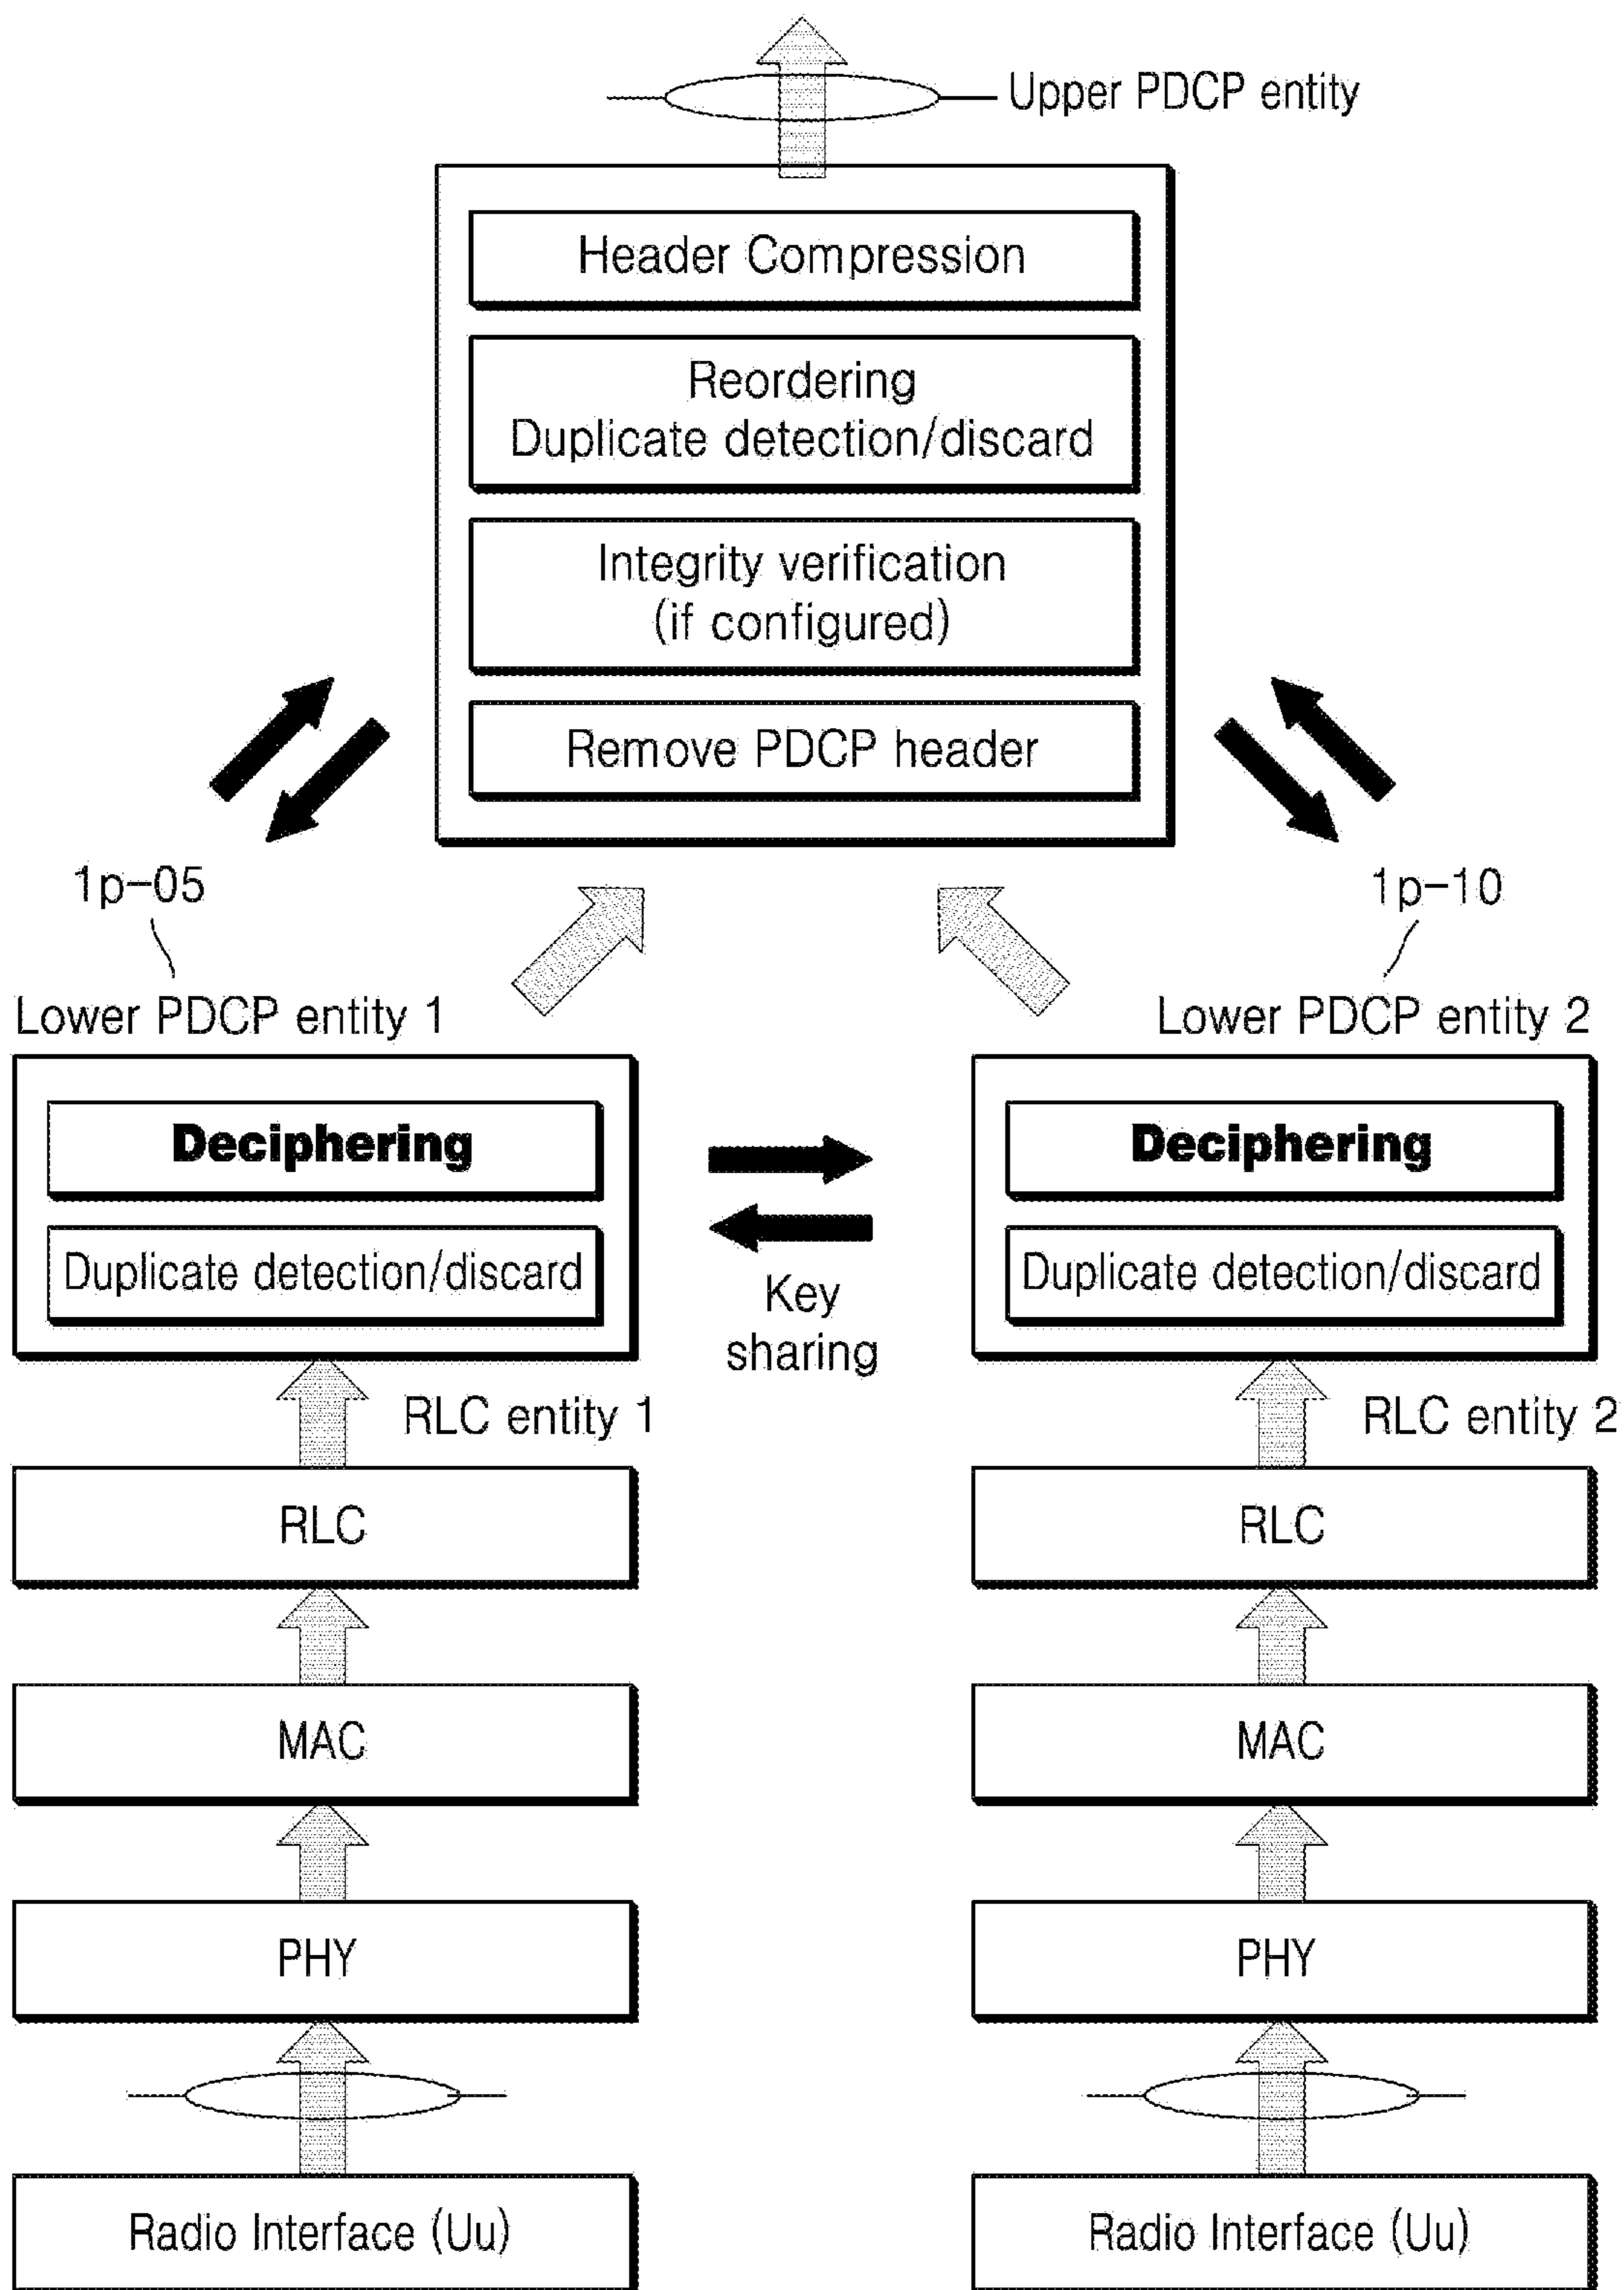 Upper PDCP entity
Header Compression
Reordering
Duplicate detection/discard
Integrity verification
(if configured)
Remove PDCP header
1p-05
1p-10
Lower PDCP entity 1
Lower PDCP entity 2
Deciphering
Duplicate detection/discard
Key
sharing
Deciphering
Duplicate detection/discard
RLC entity 1
RLC entity 2
RLC
RLC
MAC
MAC
PHY
PHY
Radio Interface (Uu)
Radio Interface (Uu)